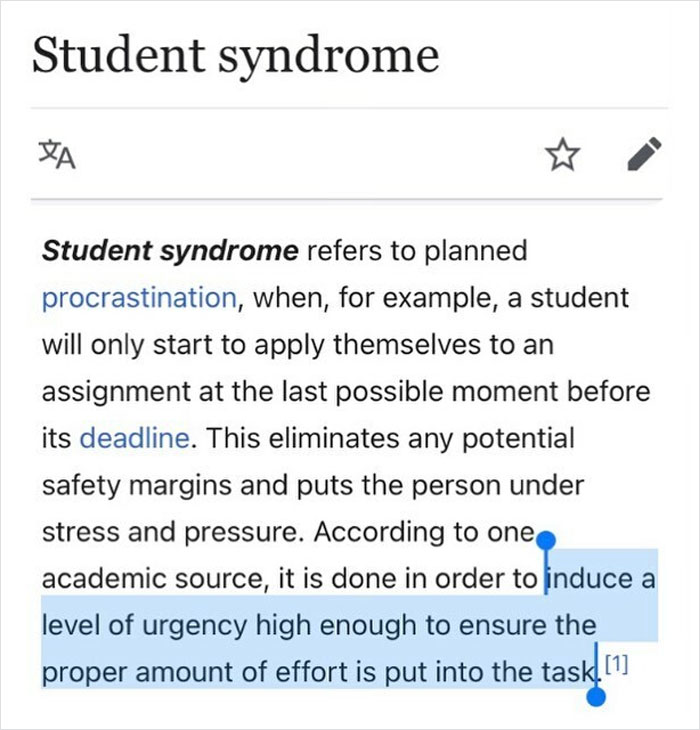 Student syndrome
文A
Student syndrome refers to planned
procrastination, when, for example, a student
will only start to apply themselves to an
assignment at the last possible moment before
its deadline. This eliminates any potential
safety margins and puts the person under
stress and pressure. According to one
academic source, it is done in order to induce a
level of urgency high enough to ensure the
proper amount of effort is put into the task.[1]